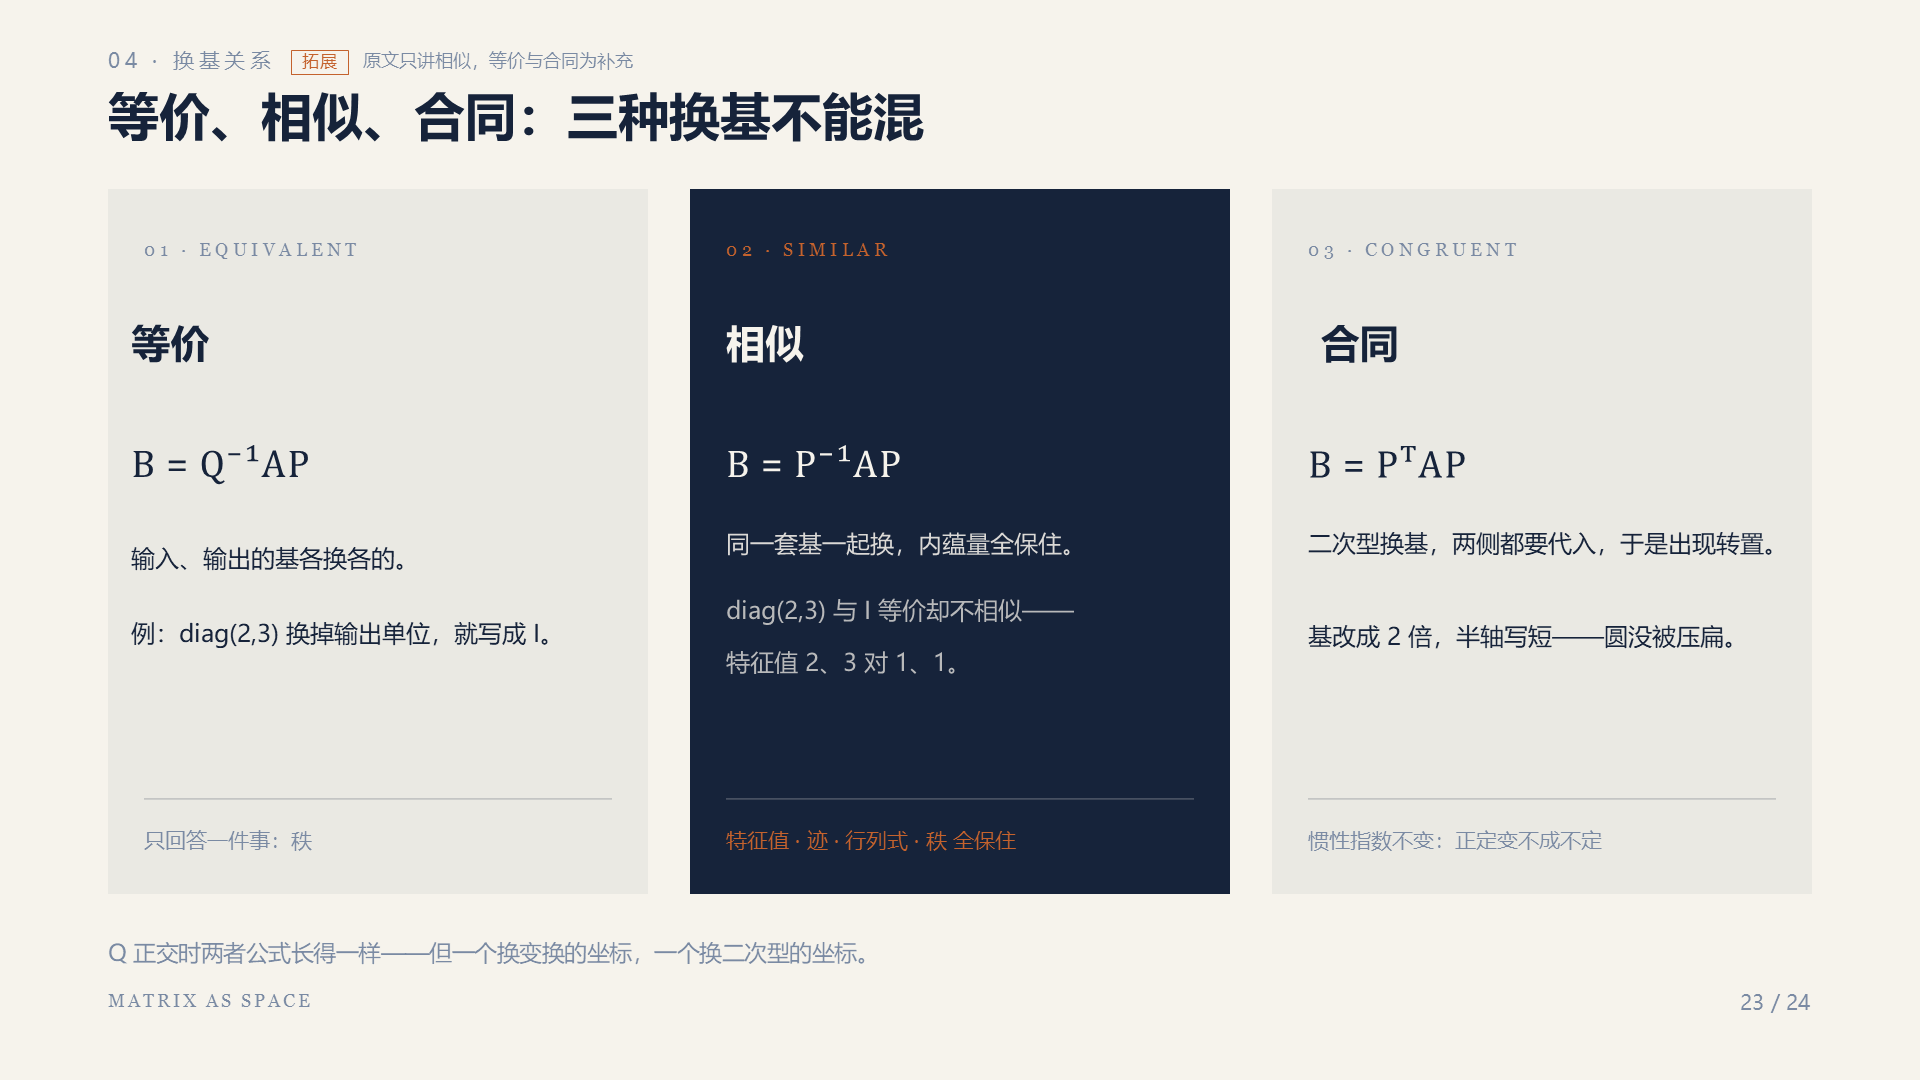 04 · 换基关系 拓展 原文只讲相似，等价与合同为补充
等价、相似、合同：三种换基不能混
01 · EQUIVALENT
等价
B = Q⁻¹AP
输入、输出的基各换各的。
例：diag(2,3) 换掉输出单位，就写成 I。
只回答一件事：秩
02 · SIMILAR
相似
B = P⁻¹AP
同一套基一起换，内蕴量全保住。
diag(2,3) 与 I 等价却不相似——
特征值 2、3 对 1、1。
特征值 · 迹 · 行列式 · 秩 全保住
03 · CONGRUENT
合同
B = PᵀAP
二次型换基，两侧都要代入，于是出现转置。
基改成 2 倍，半轴写短——圆没被压扁。
惯性指数不变：正定变不成不定
Q 正交时两者公式长得一样——但一个换变换的坐标，一个换二次型的坐标。
MATRIX AS SPACE
23 / 24